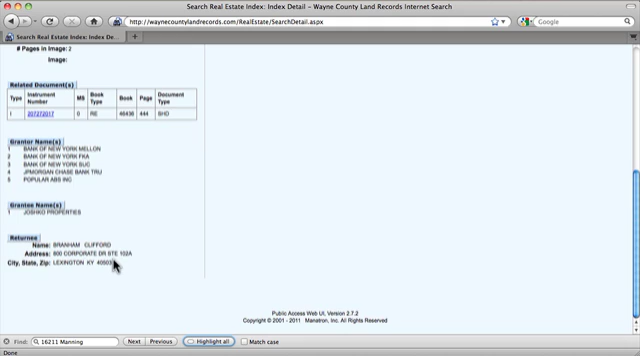 Search Real Estate Index: Index Detail - Wayne County Land Records Internet Search
http://waynecountylandrecords.com/RealEstate/SearchDetail.aspx
Google
Search Real Estate Index: Index De...
# Pages in Image: 2
Image:
Related Document(s)
Type Instrument Number MS Book Type Book Page Document Type
1 207272017 0 RE 46436 444 SHD
Grantor Name(s)
1 BANK OF NEW YORK MELLON
2 BANK OF NEW YORK FKA
3 BANK OF NEW YORK SUC
4 JPMORGAN CHASE BANK TRU
5 POPULAR ABS INC
Grantee Name(s)
1 JOSHKO PROPERTIES
Returnee
Name: BRANHAM CLIFFORD
Address: 800 CORPORATE DR STE 102A
City, State, Zip: LEXINGTON KY
Public Access Web UI, Version 2.7.2
Copyright © 2001 - 2011 Manatron, Inc. All Rights Reserved
Find: 16211 Manning Next Previous Highlight all Match case
Done